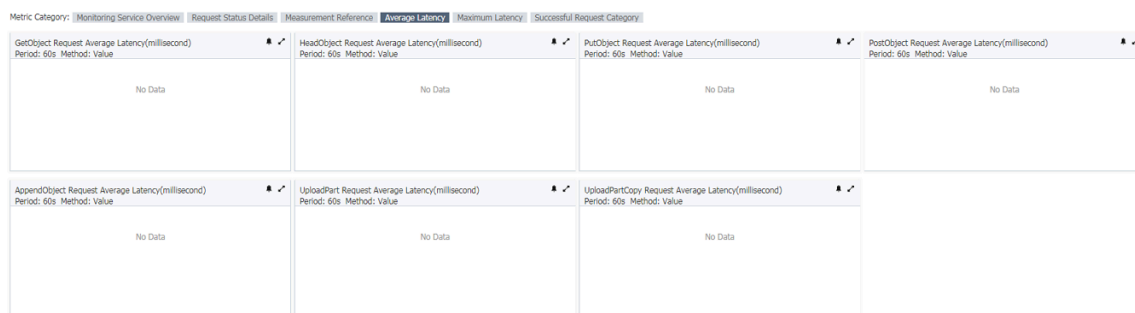 Metric Category: Monitoring Service Overview Request Status Details Measurement Reference Average Latency Maximum Latency Successful Request Category
GetObject Request Average Latency(millisecond)
Period: 60s Method: Value
No Data
HeadObject Request Average Latency(millisecond)
Period: 60s Method: Value
No Data
PutObject Request Average Latency(millisecond)
Period: 60s Method: Value
No Data
PostObject Request Average Latency(millisecond)
Period: 60s Method: Value
No Data
AppendObject Request Average Latency(millisecond)
Period: 60s Method: Value
No Data
UploadPart Request Average Latency(millisecond)
Period: 60s Method: Value
No Data
UploadPartCopy Request Average Latency(millisecond)
Period: 60s Method: Value
No Data